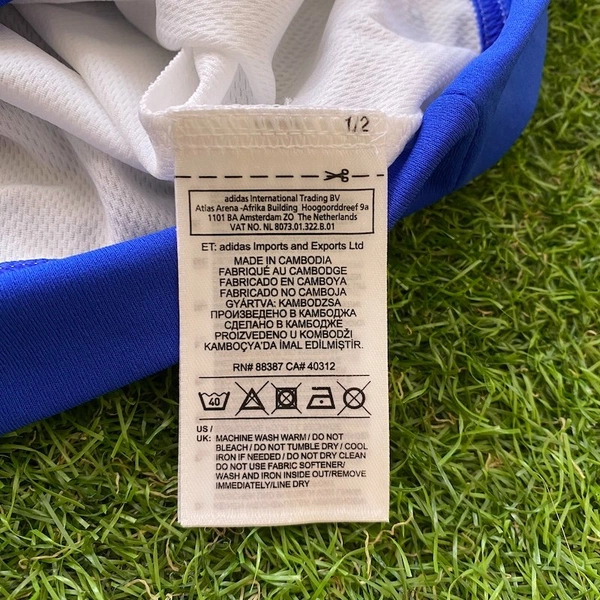 1/2
adidas International Trading BV
Atlas Arena -Afrika Building Hoogoorddreef 9a
1101 BA Amsterdam ZO The Netherlands
VAT NO. NL 8073.01.322.B.01
ET: adidas Imports and Exports Ltd
MADE IN CAMBODIA
FABRIQUÉ AU CAMBODGE
FABRICADO EN CAMBOYA
FABRICADO NO CAMBOJA
GYÁRTVA: KAMBODZSA
ПРОИЗВЕДЕНО В КАМБОДЖА
СДЕЛАНО В КАМБОДЖЕ
PROIZVEDENO U KOMBODŽI
KAMBOÇYA'DA İMAL EDİLMİŞTİR.
RN# 88387 CA# 40312
40
US /
UK: MACHINE WASH WARM / DO NOT
BLEACH / DO NOT TUMBLE DRY / COOL
IRON IF NEEDED / DO NOT DRY CLEAN
DO NOT USE FABRIC SOFTENER/
WASH AND IRON INSIDE OUT/REMOVE
IMMEDIATELY/LINE DRY